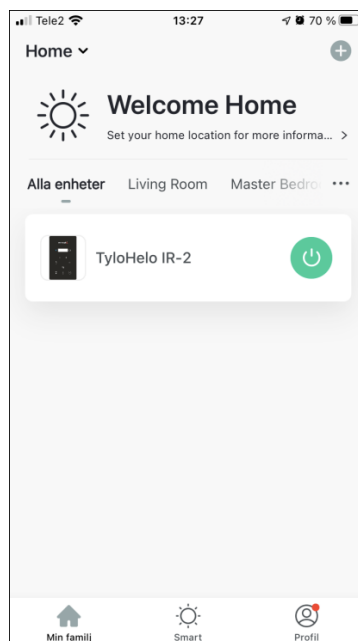 Tele2
13:27
70 %
Home
Welcome Home
Set your home location for more informa... >
Alla enheter
Living Room
Master Bedro
TyloHelo IR-2
Min familj
Smart
Profil